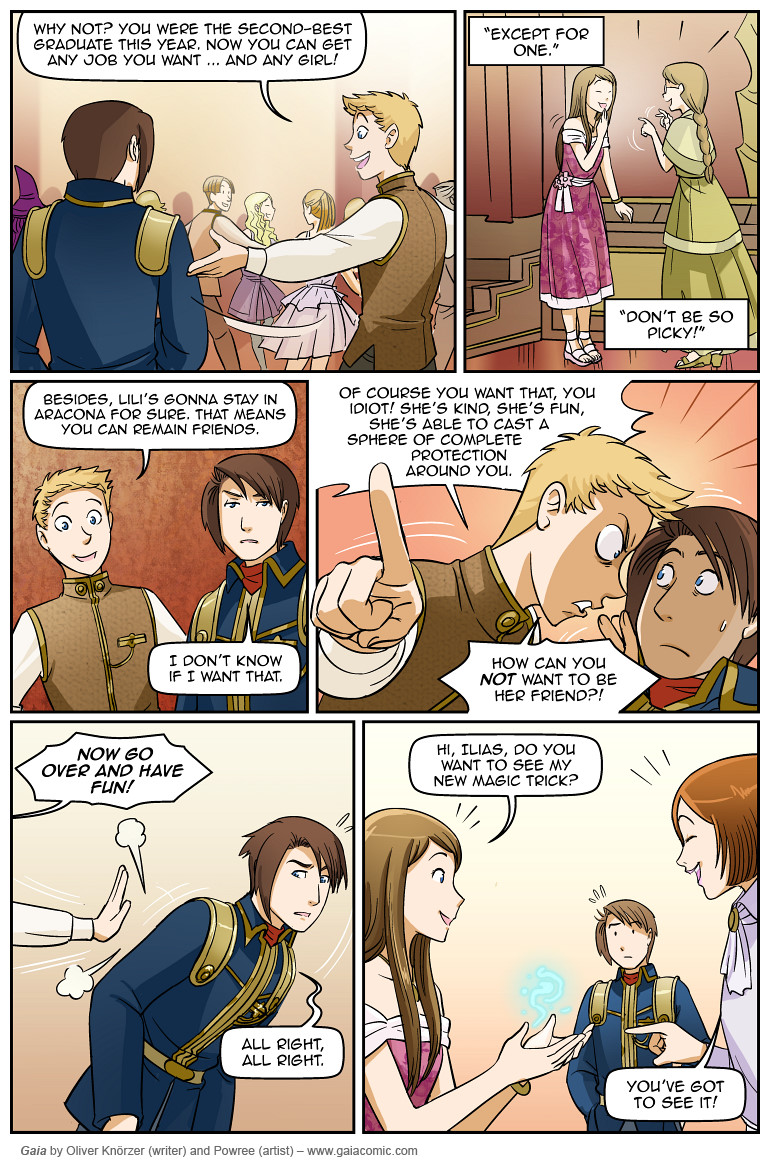 WHY NOT? YOU WERE THE SECOND-BEST
GRADUATE THIS YEAR. NOW YOU CAN GET
ANY JOB YOU WANT ... AND ANY GIRL!
"EXCEPT FOR
ONE."
"DON'T BE SO
PICKY!"
BESIDES, LILI'S GONNA STAY IN
ARACONA FOR SURE. THAT MEANS
YOU CAN REMAIN FRIENDS.
I DON'T KNOW
IF I WANT THAT.
OF COURSE YOU WANT THAT, YOU
IDIOT! SHE'S KIND, SHE'S FUN,
SHE'S ABLE TO CAST A
SPHERE OF COMPLETE
PROTECTION
AROUND YOU.
HOW CAN YOU
NOT WANT TO BE
HER FRIEND?!
NOW GO
OVER AND HAVE
FUN!
ALL RIGHT,
ALL RIGHT.
HI, ILIAS, DO YOU
WANT TO SEE MY
NEW MAGIC TRICK?
YOU'VE GOT
TO SEE IT!
Gaia by Oliver Knörzer (writer) and Powree (artist) – www.gaiacomic.com